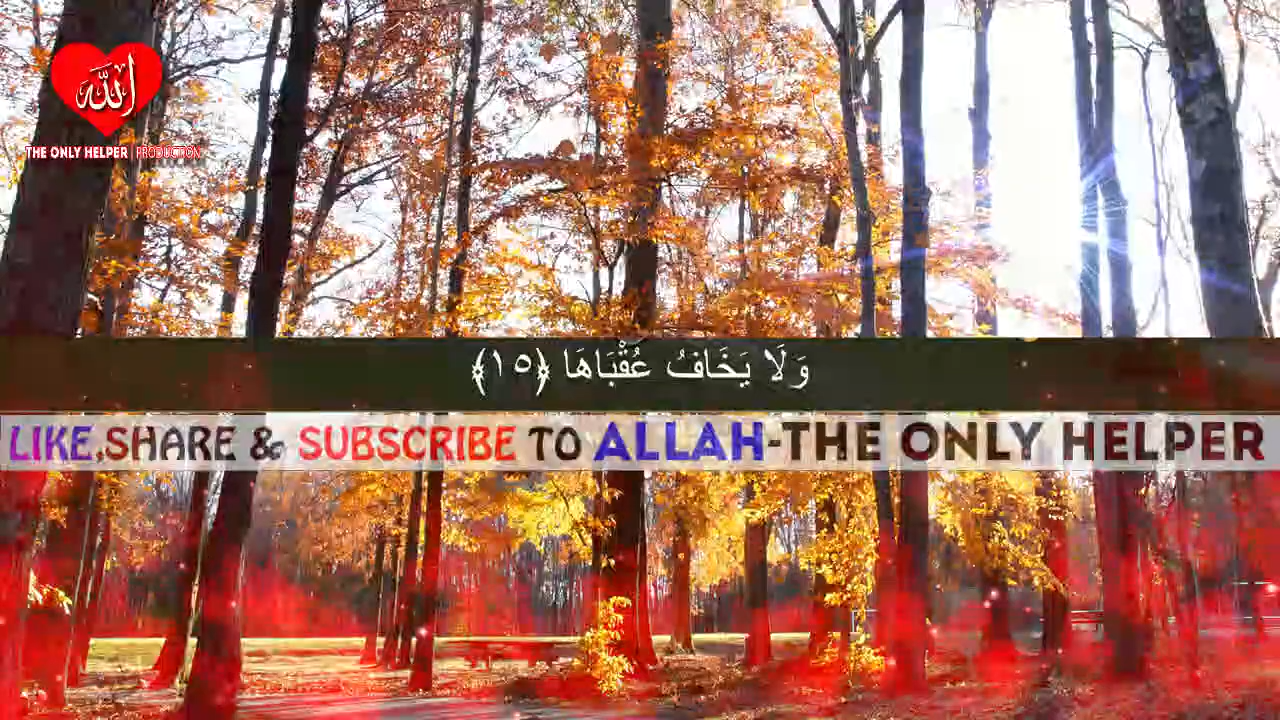 الله
THE ONLY HELPER | PRODUCTION
وَلَا يَخَافُ عُقْبَاهَا ﴿١٥﴾
LIKE,SHARE & SUBSCRIBE TO ALLAH-THE ONLY HELPER